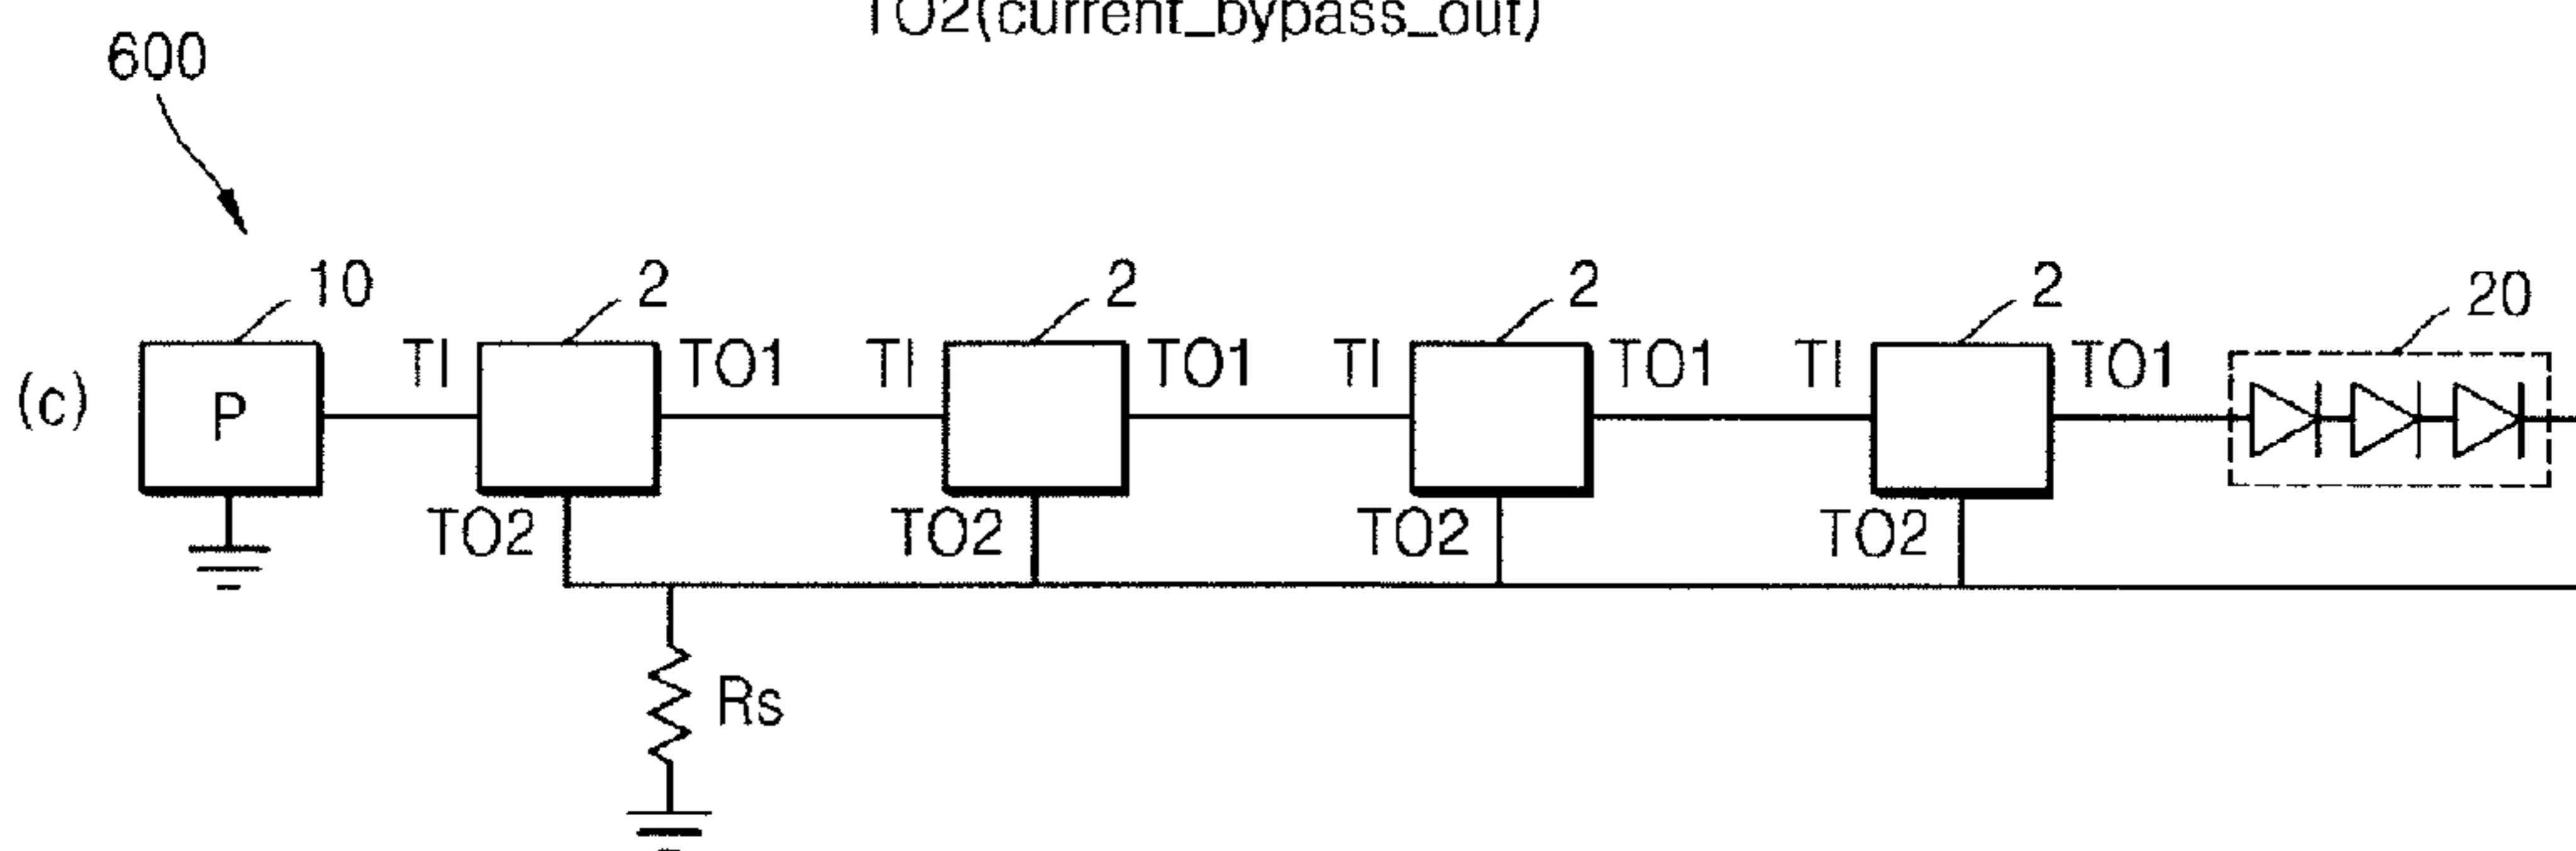 TO2(current_bypass_out)
600
10 2 2 2 2 20
TI TO1 TI TO1 TI TO1 TI TO1
(c) P
TO2 TO2 TO2 TO2
Rs